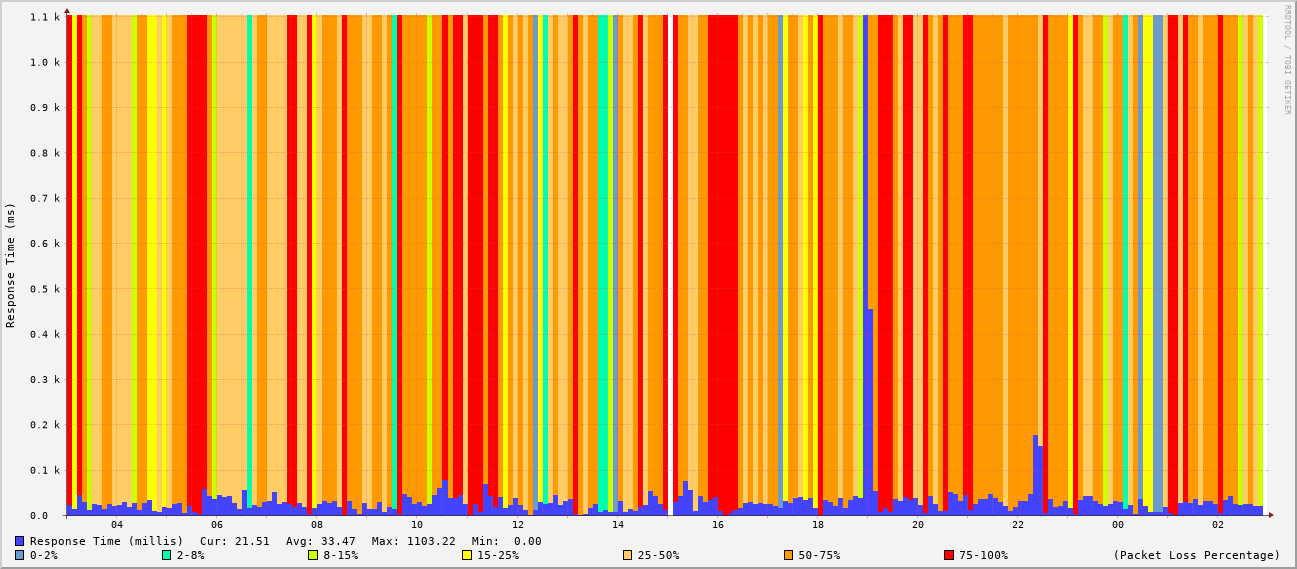 RRDTOOL / TOBI OETIKER
Response Time (ms)
1.1 k
1.0 k
0.9 k
0.8 k
0.7 k
0.6 k
0.5 k
0.4 k
0.3 k
0.2 k
0.1 k
0.0
04 06 08 10 12 14 16 18 20 22 00 02
Response Time (millis) Cur: 21.51 Avg: 33.47 Max: 1103.22 Min: 0.00
0-2% 2-8% 8-15% 15-25% 25-50% 50-75% 75-100% (Packet Loss Percentage)